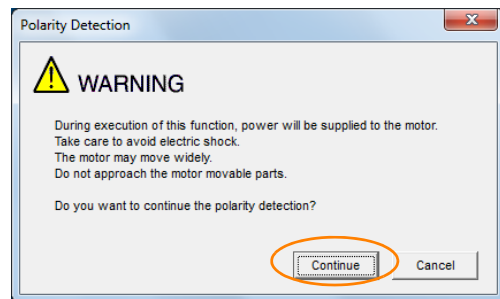 Polarity Detection
WARNING
During execution of this function, power will be supplied to the motor.
Take care to avoid electric shock.
The motor may move widely.
Do not approach the motor movable parts.
Do you want to continue the polarity detection?
Continue
Cancel